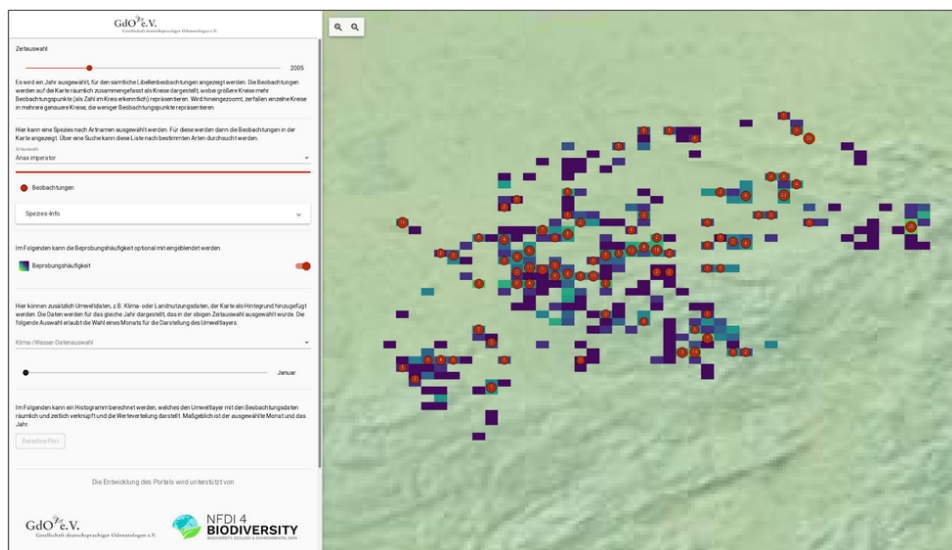 GdO e.V.
Gesellschaft deutschsprachiger Odonatologen e.V.
Zeitauswahl
2005
Es wird ein Jahr ausgewählt, für den sämtliche Libellenbeobachtungen angezeigt werden. Die Beobachtungen
werden auf die Karte räumlich zusammengefasst als Kreise dargestellt, wobei größere Kreise mehr
Beobachtungspunkte (als Zahl im Kreis erkenntlich) repräsentieren. Wird hineingezoomt, zerfallen einzelne Kreise
in mehrere genauere Kreise, die weniger Beobachtungspunkte repräsentieren.
Hier kann eine Spezies nach Artnamen ausgewählt werden. Für diese werden dann die Beobachtungen in der
Karte angezeigt. Über eine Suche kann diese Liste nach bestimmten Arten durchsucht werden.
Artauswahl
Anax imperator
Beobachtungen
Spezies-Info
Im Folgenden kann die Beprobungshäufigkeit optional mit eingeblendet werden.
Beprobungshäufigkeit
Hier können zusätzlich Umweltdaten, z.B. Klima- oder Landnutzungsdaten, der Karte als Hintergrund hinzugefügt
werden: Die Daten werden für das gleiche Jahr dargestellt, das in der obigen Zeitauswahl ausgewählt wurde. Die
folgende Auswahl erlaubt die Wahl eines Monats für die Darstellung des Umweltlayers.
Klima-/Wasser-Datenauswahl
Januar
Im Folgenden kann ein Histogramm berechnet werden, welches den Umweltlayer mit den Beobachtungsdaten
räumlich und zeitlich verknüpft und die Werteverteilung darstellt. Maßgeblich ist der ausgewählte Monat und das
Jahr.
Berechne Plot
Die Entwicklung des Portals wird unterstützt von
GdO e.V.
Gesellschaft deutschsprachiger Odonatologen e.V.
NFDI 4
BIODIVERSITY
BIODIVERSITY, ECOLOGY & ENVIRONMENTAL DATA